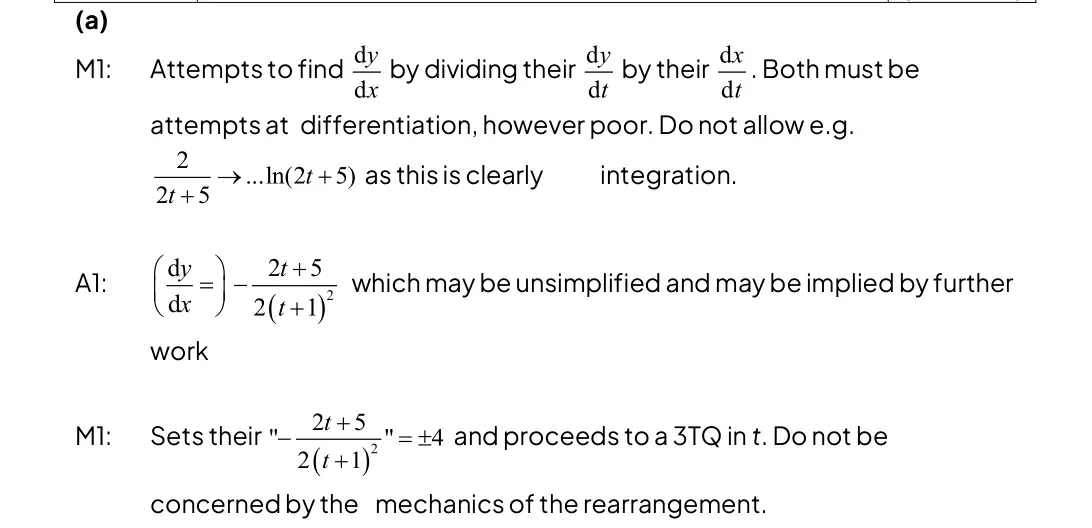 (a)
M1: Attempts to find dy/dx by dividing their dy/dt by their dx/dt. Both must be
attempts at differentiation, however poor. Do not allow e.g.
2/(2t+5) → ...ln(2t+5) as this is clearly integration.
A1: (dy/dx =) −(2t+5)/(2(t+1)²) which may be unsimplified and may be implied by further
work
M1: Sets their "−(2t+5)/(2(t+1)²)" = ±4 and proceeds to a 3TQ in t. Do not be
concerned by the mechanics of the rearrangement.